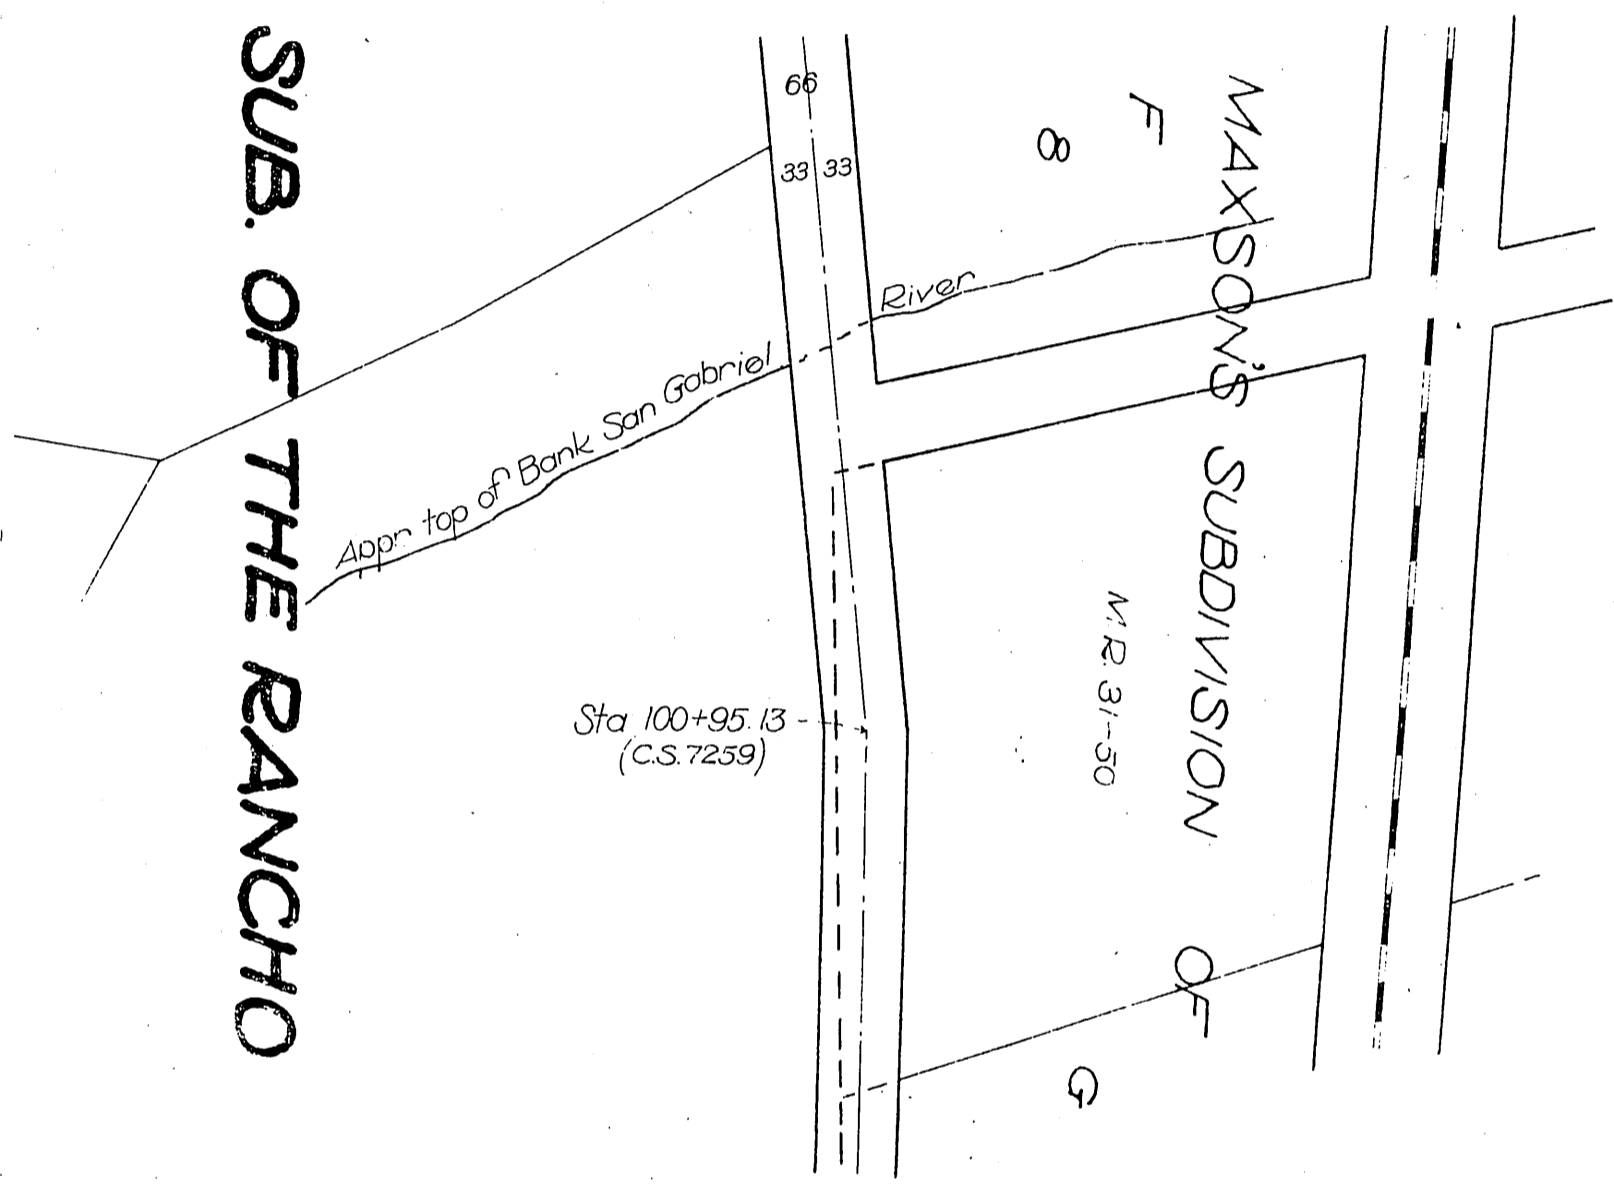 SUB. OF THE RANCHO
66
33 33
F
8
MAXSON'S SUBDIVISION OF
M.R. 31-50
G
River
Appr top of Bank San Gabriel
Sta 100+95.13
(C.S. 7259)